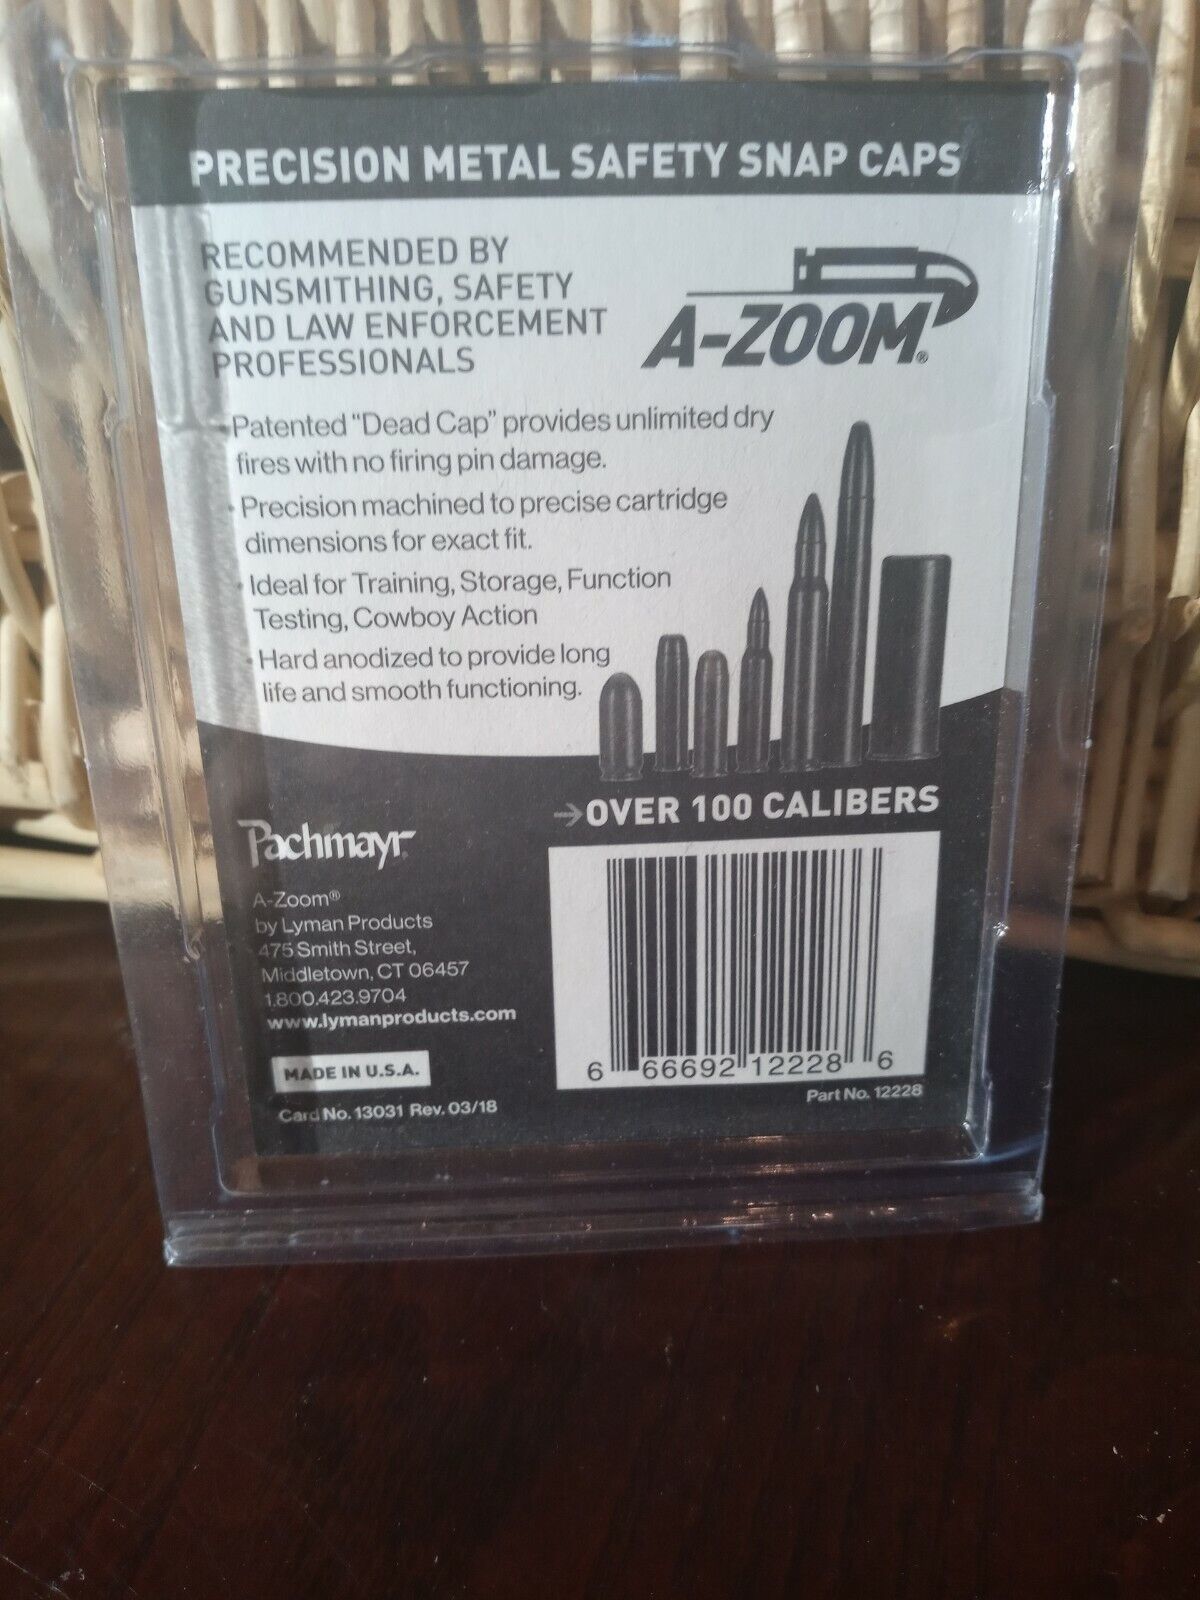 PRECISION METAL SAFETY SNAP CAPS
RECOMMENDED BY
GUNSMITHING, SAFETY
AND LAW ENFORCEMENT
PROFESSIONALS
A-ZOOM®
• Patented "Dead Cap" provides unlimited dry
fires with no firing pin damage.
• Precision machined to precise cartridge
dimensions for exact fit.
• Ideal for Training, Storage, Function
Testing, Cowboy Action
• Hard anodized to provide long
life and smooth functioning.
OVER 100 CALIBERS
Pachmayr®
A-Zoom®
by Lyman Products
475 Smith Street,
Middletown, CT 06457
1.800.423.9704
www.lymanproducts.com
MADE IN U.S.A.
Card No. 13031 Rev. 03/18
6 66692 12228 6
Part No. 12228